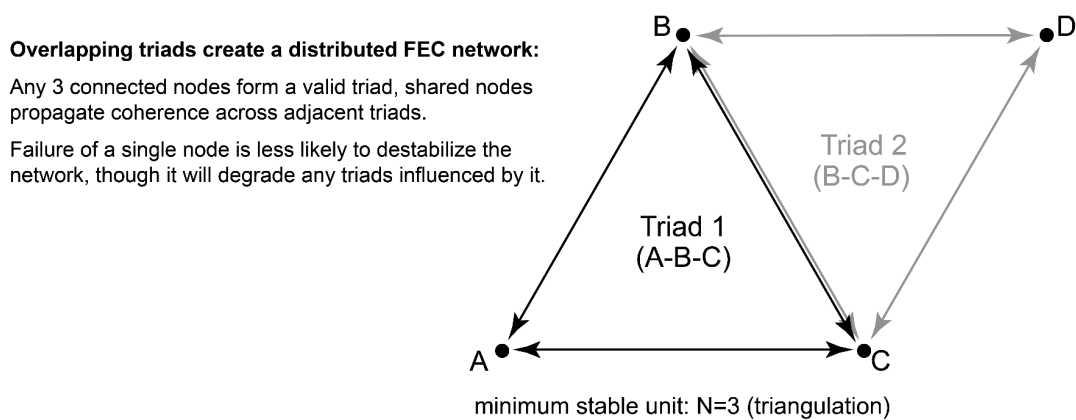 Overlapping triads create a distributed FEC network:
Any 3 connected nodes form a valid triad, shared nodes
propagate coherence across adjacent triads.
Failure of a single node is less likely to destabilize the
network, though it will degrade any triads influenced by it.
B
D
Triad 2
(B-C-D)
Triad 1
(A-B-C)
A
C
minimum stable unit: N=3 (triangulation)